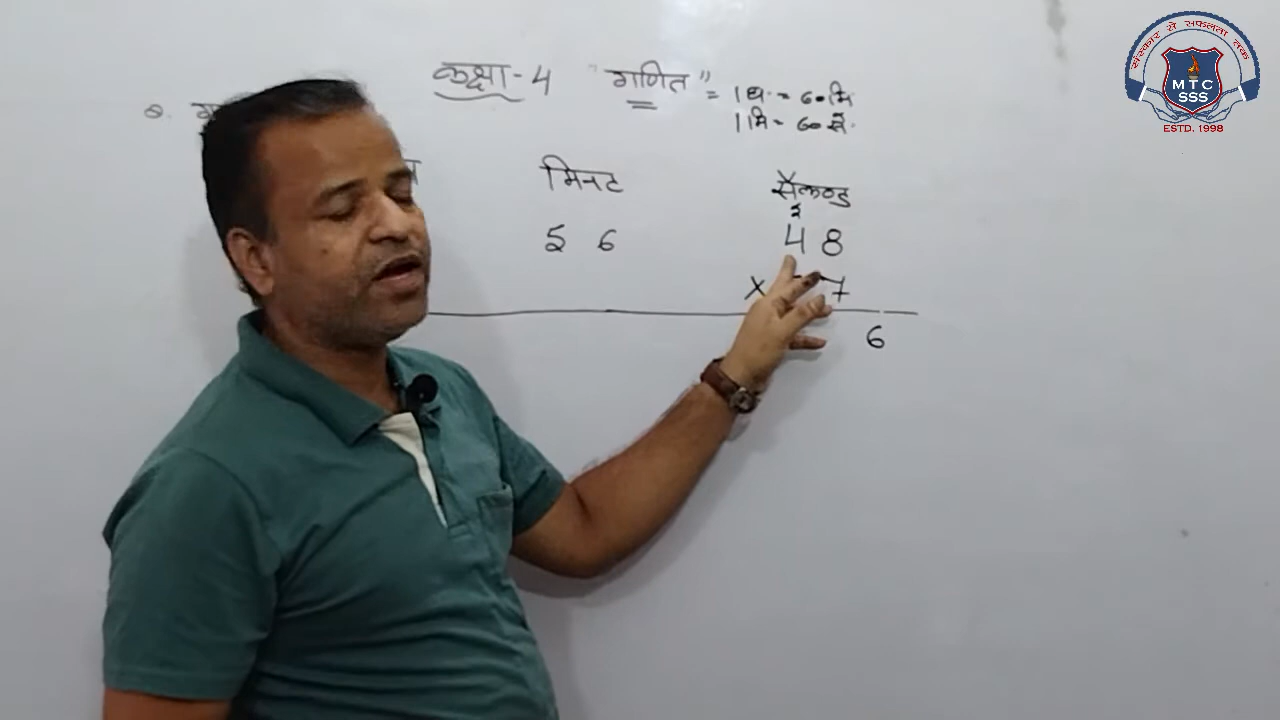 कक्षा - 4 "गणित" = 1 घ. = 60 मि
1 मि = 60 से.
मिनट सैकण्ड
5 6 4 8
× 7
6
संस्कार से सफलता तक
MTC
SSS
ESTD. 1998